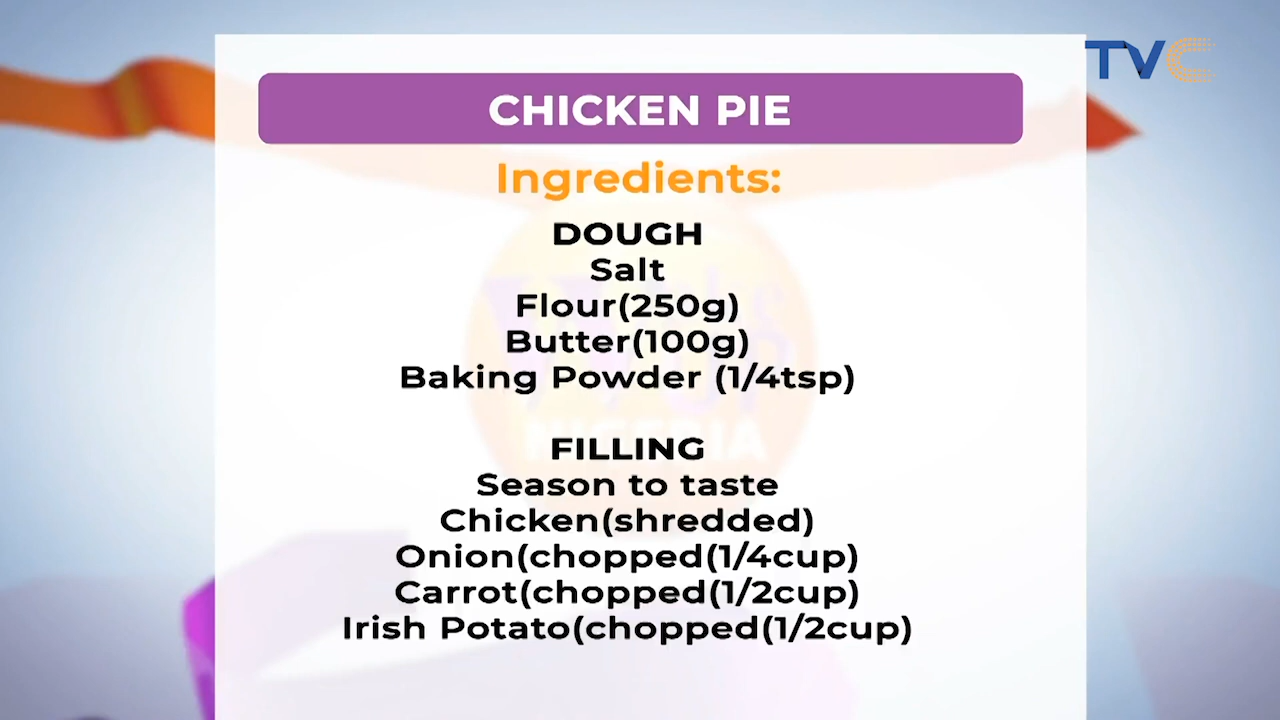 TVC
CHICKEN PIE
Ingredients:
DOUGH
Salt
Flour(250g)
Butter(100g)
Baking Powder (1/4tsp)
FILLING
Season to taste
Chicken(shredded)
Onion(chopped(1/4cup)
Carrot(chopped(1/2cup)
Irish Potato(chopped(1/2cup)